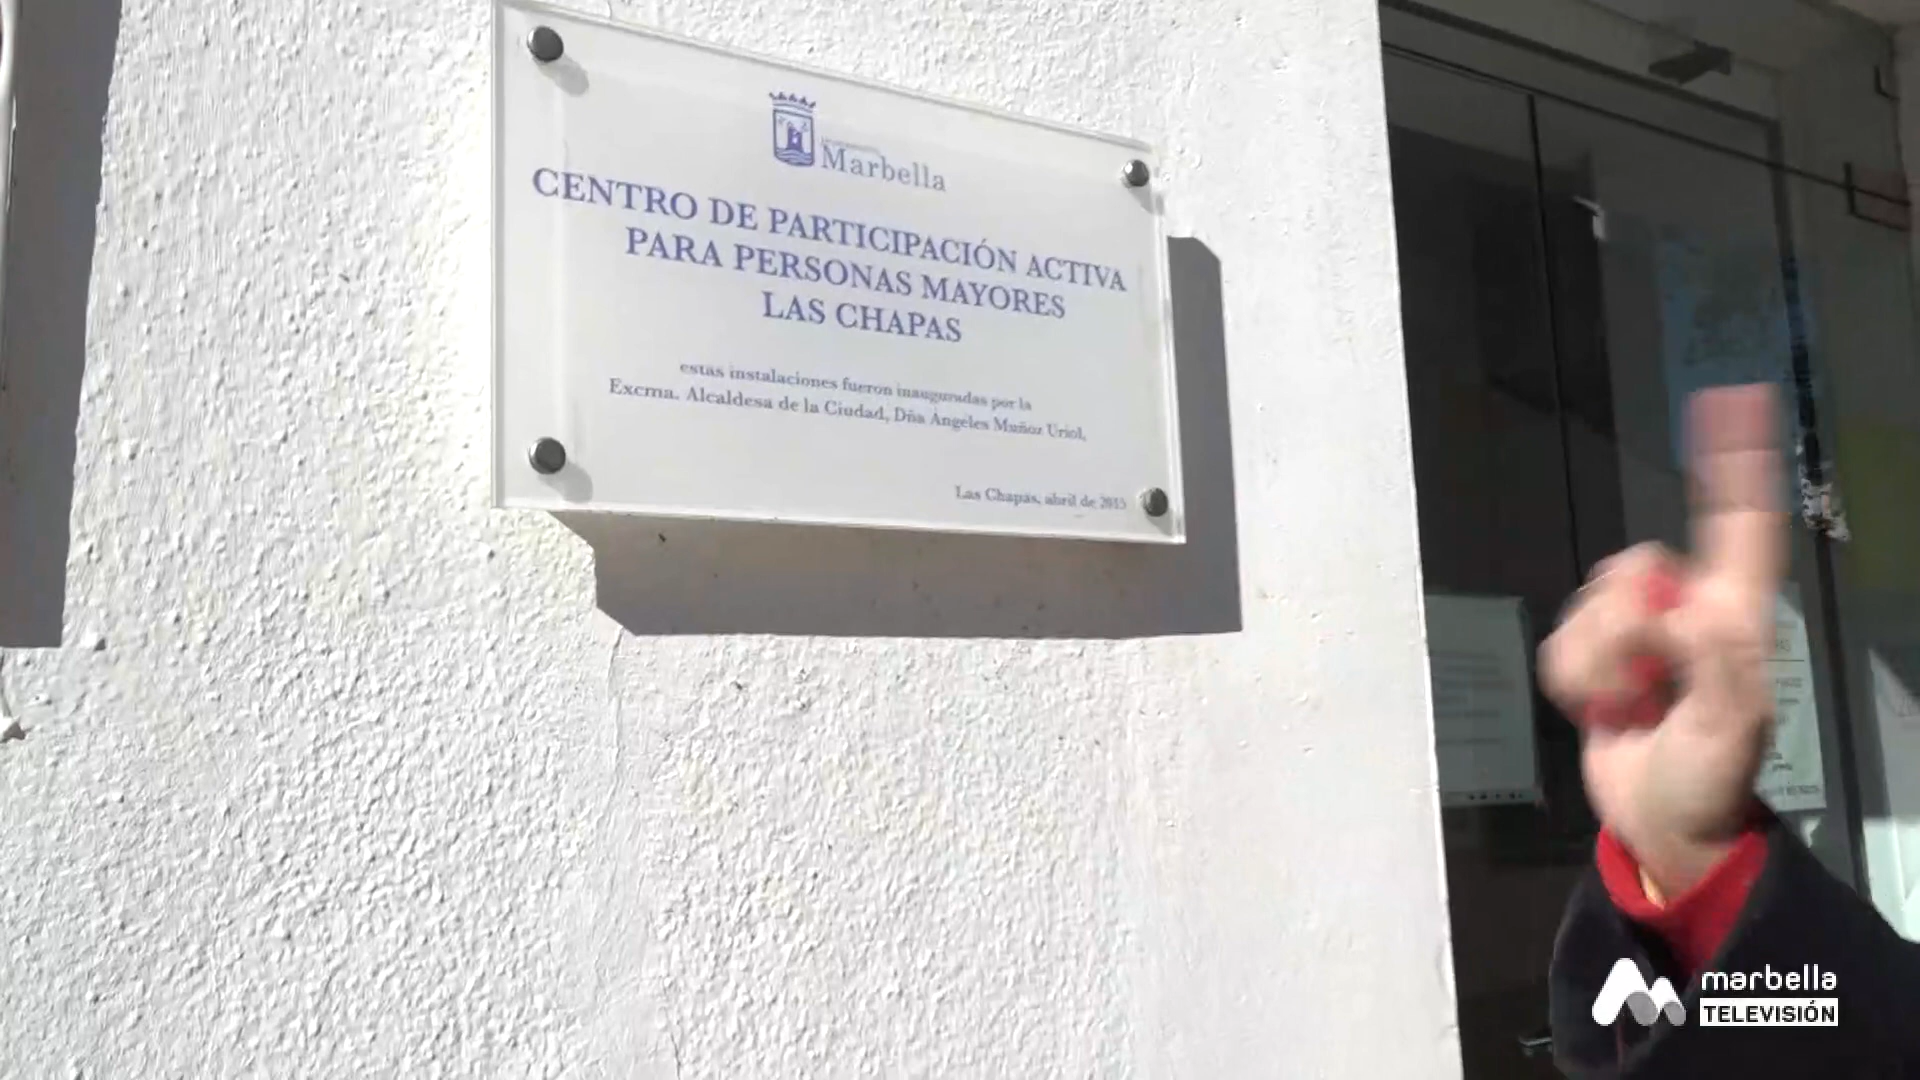 Marbella
CENTRO DE PARTICIPACIÓN ACTIVA
PARA PERSONAS MAYORES
LAS CHAPAS
estas instalaciones fueron inauguradas por la
Excma. Alcaldesa de la Ciudad, Dña Ángeles Muñoz Uriol,
Las Chapas, abril de 2015
marbella
TELEVISIÓN